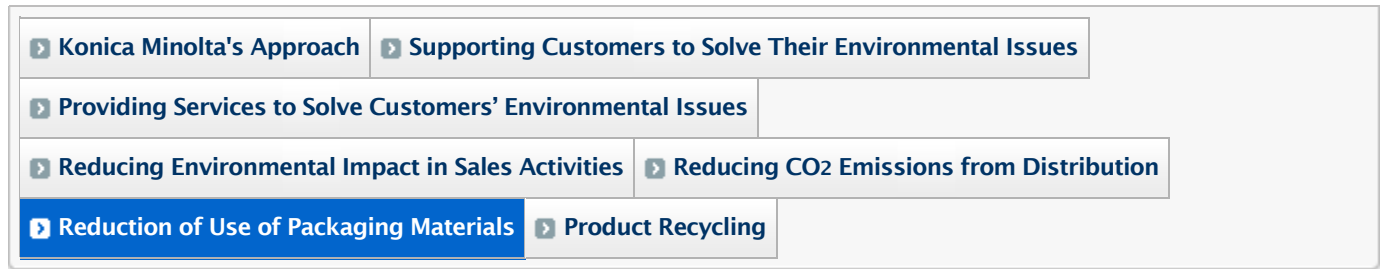 Konica Minolta's Approach Supporting Customers to Solve Their Environmental Issues
Providing Services to Solve Customers’ Environmental Issues
Reducing Environmental Impact in Sales Activities Reducing CO2 Emissions from Distribution
Reduction of Use of Packaging Materials Product Recycling